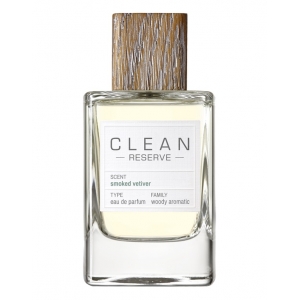 CLEAN
RESERVE
SCENT
smoked vetiver
TYPE FAMILY
eau de parfum woody aromatic